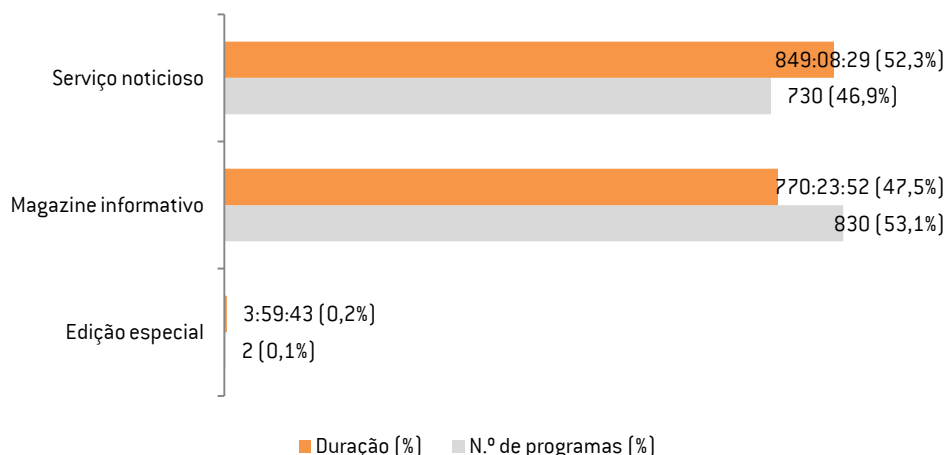 Serviço noticioso
849:08:29 (52,3%)
730 (46,9%)
Magazine informativo
770:23:52 (47,5%)
830 (53,1%)
Edição especial
3:59:43 (0,2%)
2 (0,1%)
Duração (%) N.º de programas (%)